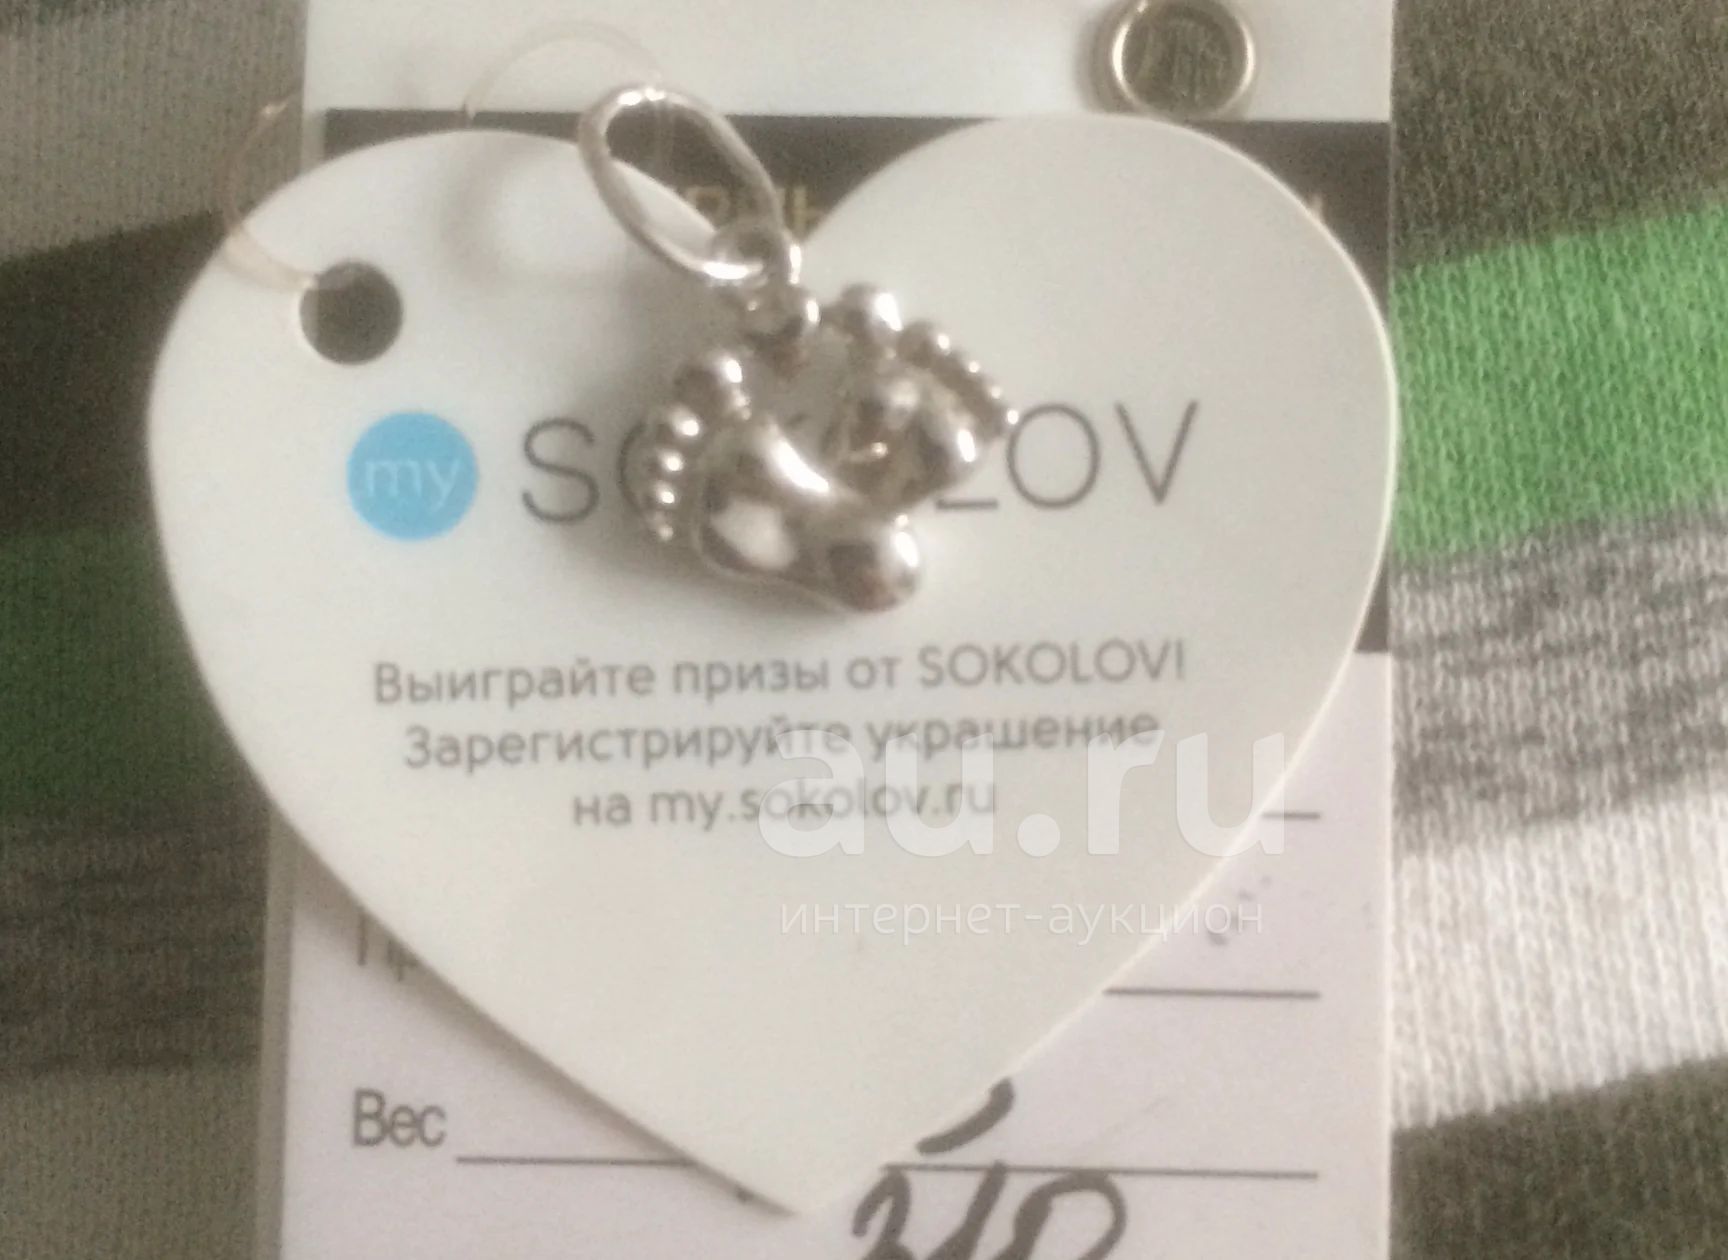 my SOKOLOV
Выиграйте призы от SOKOLOV!
Зарегистрируйте украшение
на my.sokolov.ru
au.ru
интернет-аукцион
Вес